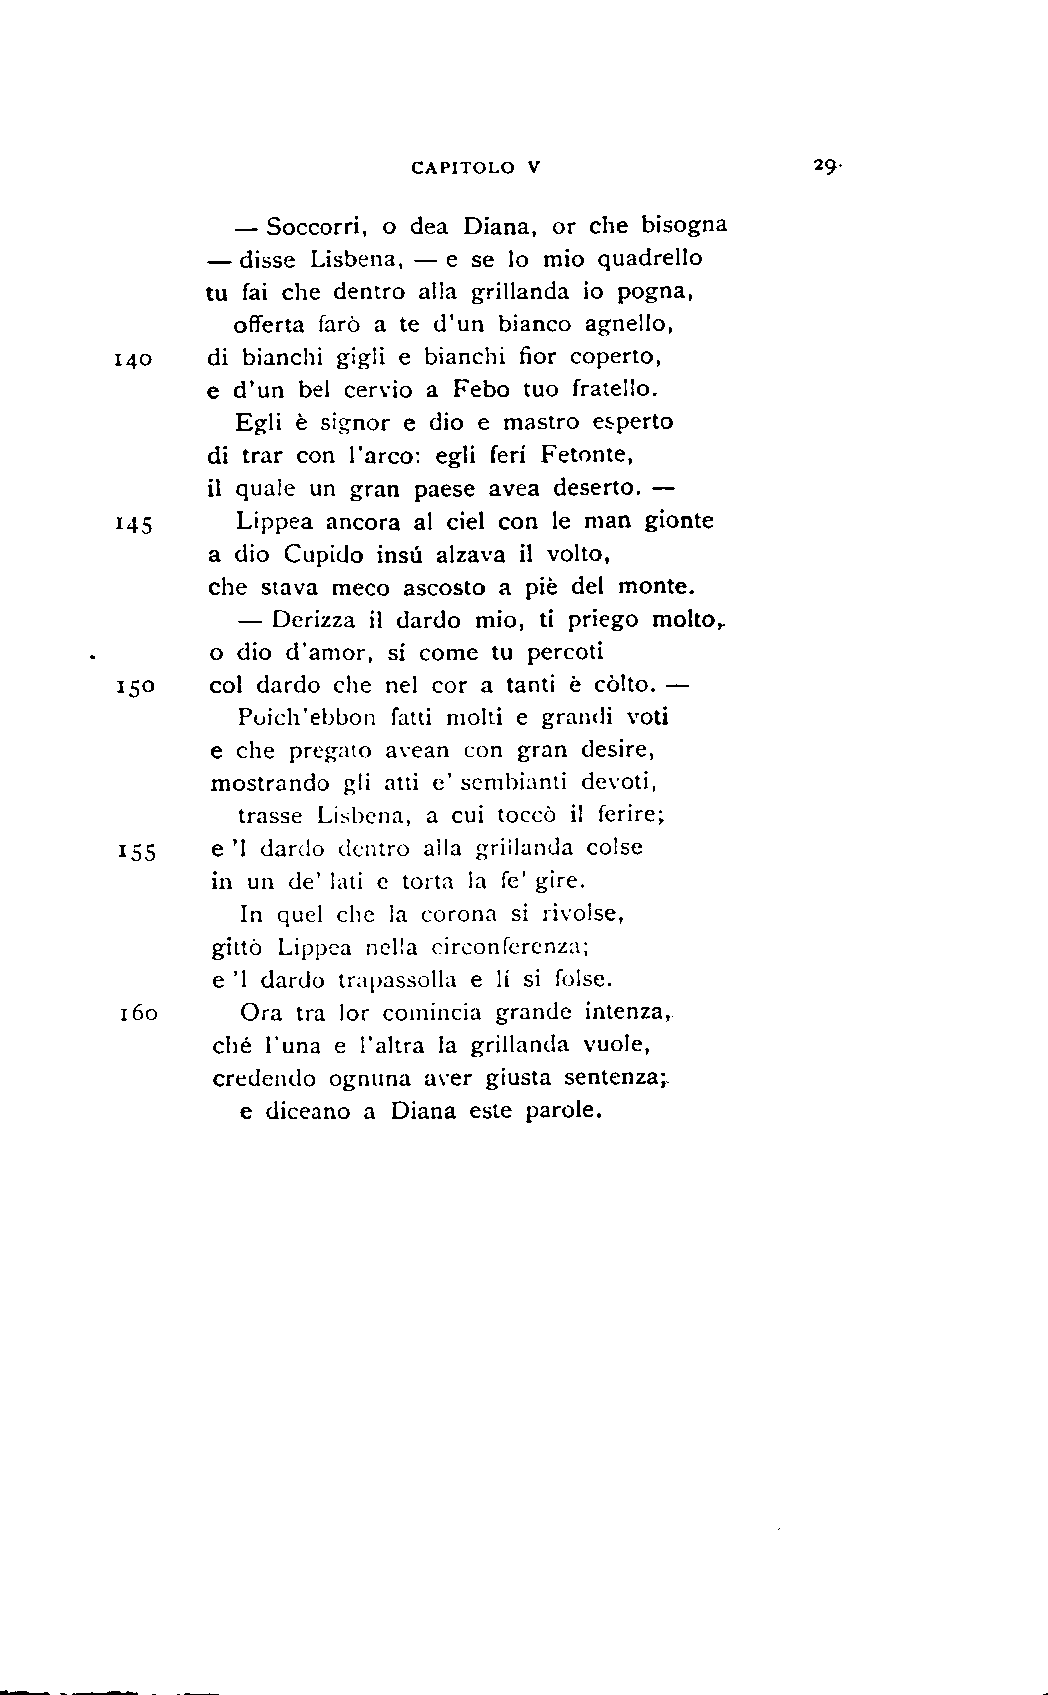 CAPITOLO V 29
— Soccorri, o dea Diana, or che bisogna
— disse Lisbena, — e se lo mio quadrello
tu fai che dentro alla grillanda io pogna,
offerta farò a te d'un bianco agnello,
140 di bianchi gigli e bianchi fior coperto,
e d'un bel cervio a Febo tuo fratello.
Egli è signor e dio e mastro esperto
di trar con l'arco: egli ferí Fetonte,
il quale un gran paese avea deserto. —
145 Lippea ancora al ciel con le man gionte
a dio Cupido insú alzava il volto,
che stava meco ascosto a piè del monte.
— Derizza il dardo mio, ti priego molto,
o dio d'amor, sí come tu percoti
150 col dardo che nel cor a tanti è còlto. —
Poich'ebbon fatti molti e grandi voti
e che pregato avean con gran desire,
mostrando gli atti e' sembianti devoti,
trasse Lisbena, a cui toccò il ferire;
155 e 'l dardo dentro alla grillanda colse
in un de' lati e torta la fe' gire.
In quel che la corona si rivolse,
gittò Lippea nella circonferenza;
e 'l dardo trapassolla e lí si folse.
160 Ora tra lor comincia grande intenza,
ché l'una e l'altra la grillanda vuole,
credendo ognuna aver giusta sentenza;
e diceano a Diana este parole.